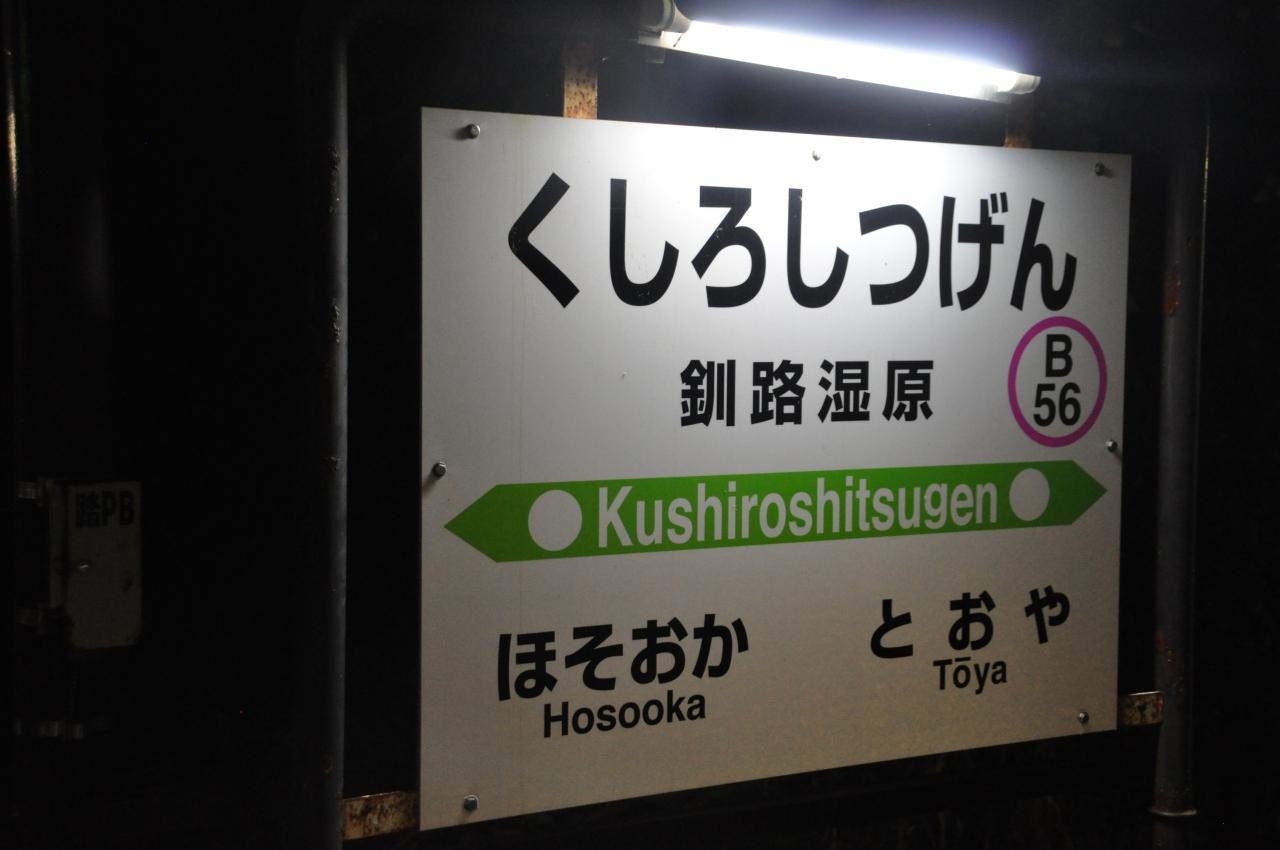 くしろしつげん
釧路湿原
B
56
Kushiroshitsugen
ほそおか
Hosooka
とおや
Tōya
踏PB